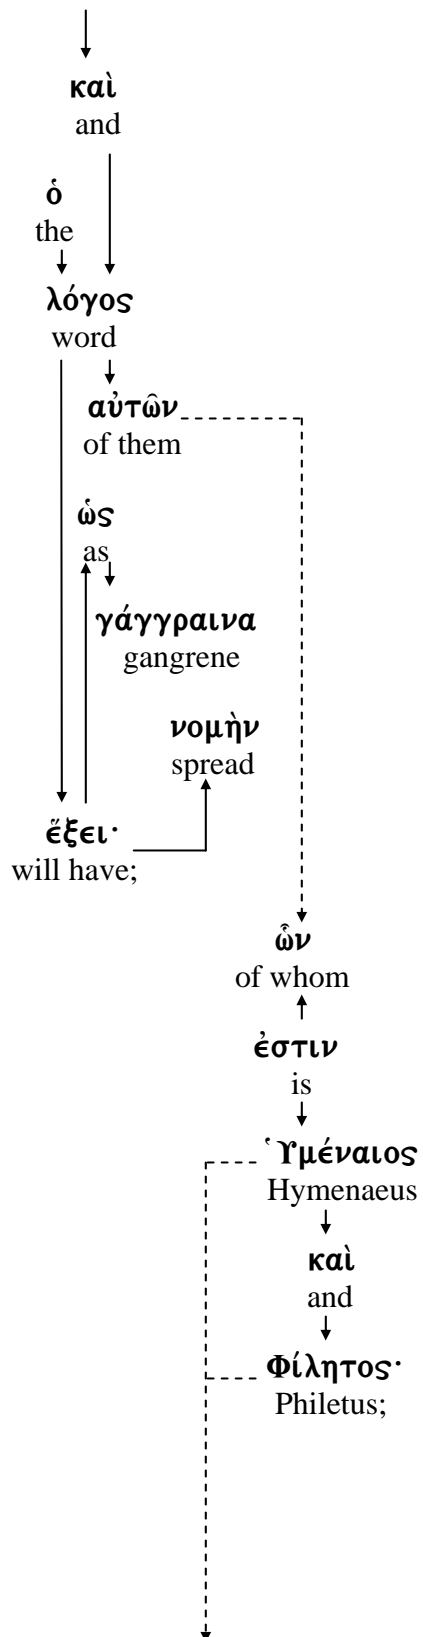 καὶ
and
ὁ
the
λόγος
word
αὐτῶν
of them
ὡς
as
γάγγραινα
gangrene
νομὴν
spread
ἕξει·
will have;
ὧν
of whom
ἐστιν
is
Ὑμέναιος
Hymenaeus
καὶ
and
Φίλητος·
Philetus;